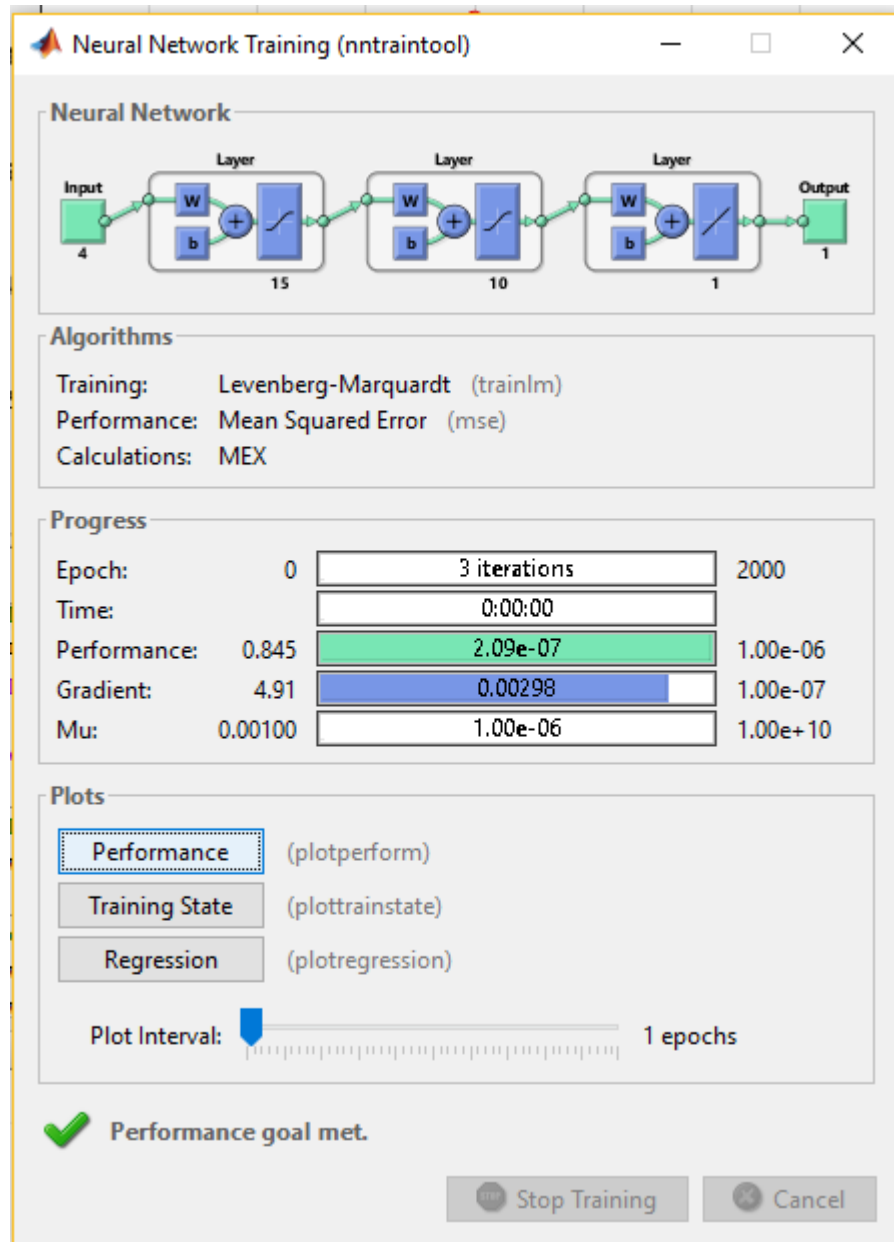 Neural Network Training (nntraintool)
Neural Network
Layer Layer Layer
Input Output
W W W
b b b
4 1
15 10 1
Algorithms
Training: Levenberg-Marquardt (trainlm)
Performance: Mean Squared Error (mse)
Calculations: MEX
Progress
Epoch: 0 3 iterations 2000
Time: 0:00:00
Performance: 0.845 2.09e-07 1.00e-06
Gradient: 4.91 0.00298 1.00e-07
Mu: 0.00100 1.00e-06 1.00e+10
Plots
Performance (plotperform)
Training State (plottrainstate)
Regression (plotregression)
Plot Interval: 1 epochs
Performance goal met.
STOP Stop Training Cancel